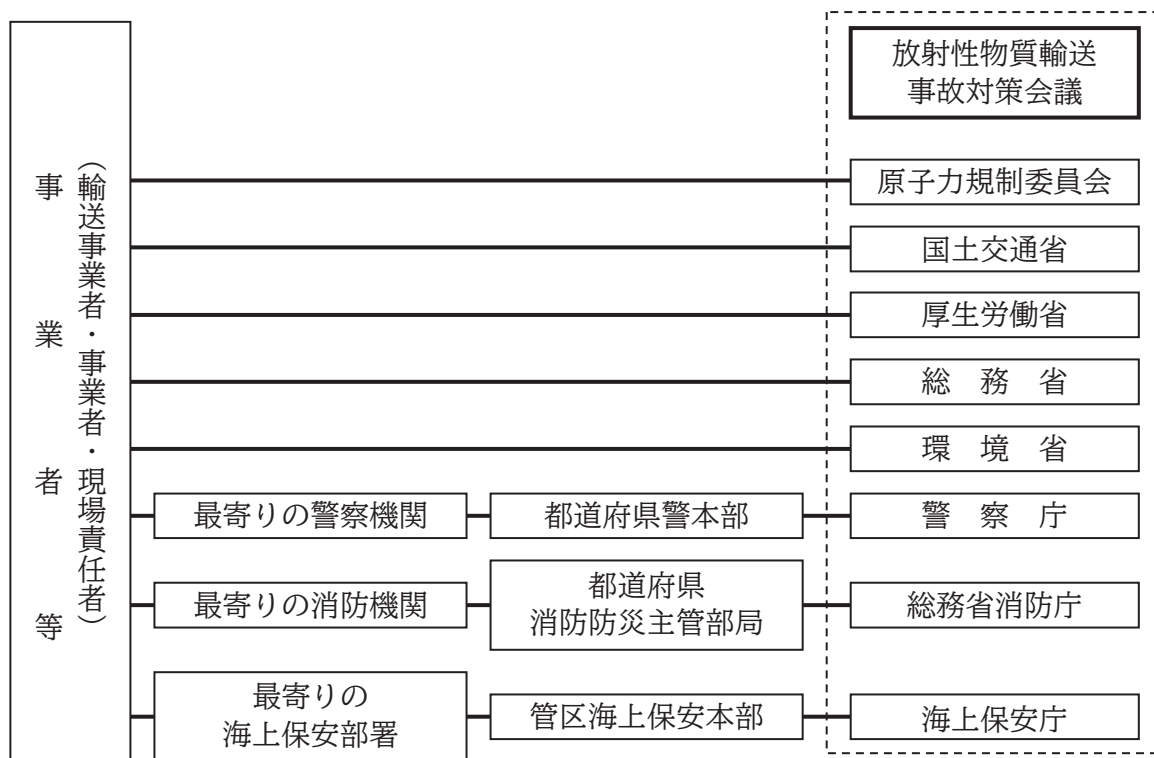 放射性物質輸送
事故対策会議
事業者等
（輸送事業者・事業者・現場責任者）
原子力規制委員会
国土交通省
厚生労働省
総　務　省
環　境　省
最寄りの警察機関
都道府県警本部
警　察　庁
最寄りの消防機関
都道府県
消防防災主管部局
総務省消防庁
最寄りの
海上保安部署
管区海上保安本部
海上保安庁